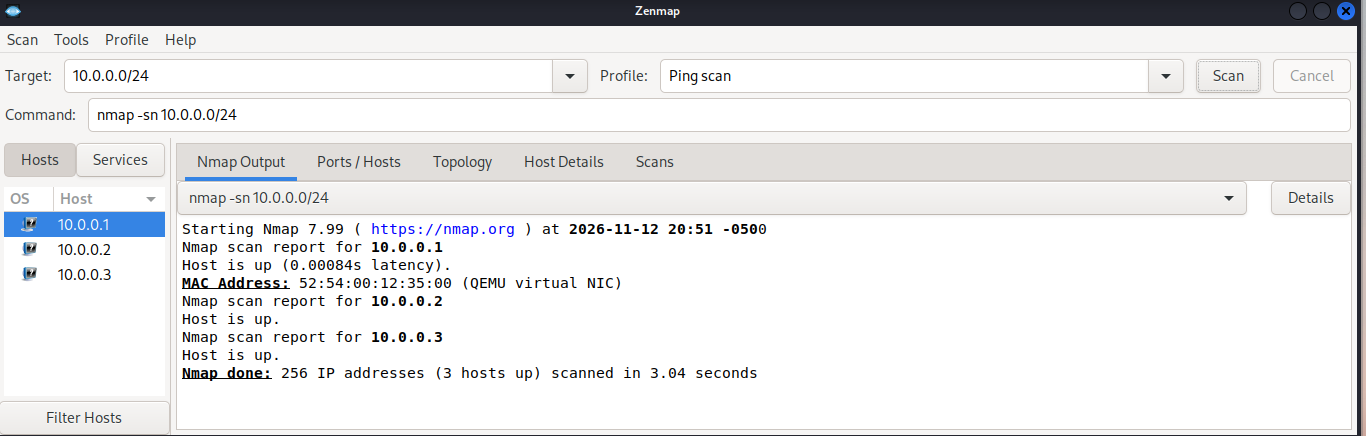 Zenmap
Scan Tools Profile Help
Target: 10.0.0.0/24 Profile: Ping scan Scan Cancel
Command: nmap -sn 10.0.0.0/24
Hosts Services
Nmap Output Ports / Hosts Topology Host Details Scans
OS Host
nmap -sn 10.0.0.0/24 Details
10.0.0.1
10.0.0.2
10.0.0.3
Starting Nmap 7.99 ( https://nmap.org ) at 2026-11-12 20:51 -0500
Nmap scan report for 10.0.0.1
Host is up (0.00084s latency).
MAC Address: 52:54:00:12:35:00 (QEMU virtual NIC)
Nmap scan report for 10.0.0.2
Host is up.
Nmap scan report for 10.0.0.3
Host is up.
Nmap done: 256 IP addresses (3 hosts up) scanned in 3.04 seconds
Filter Hosts